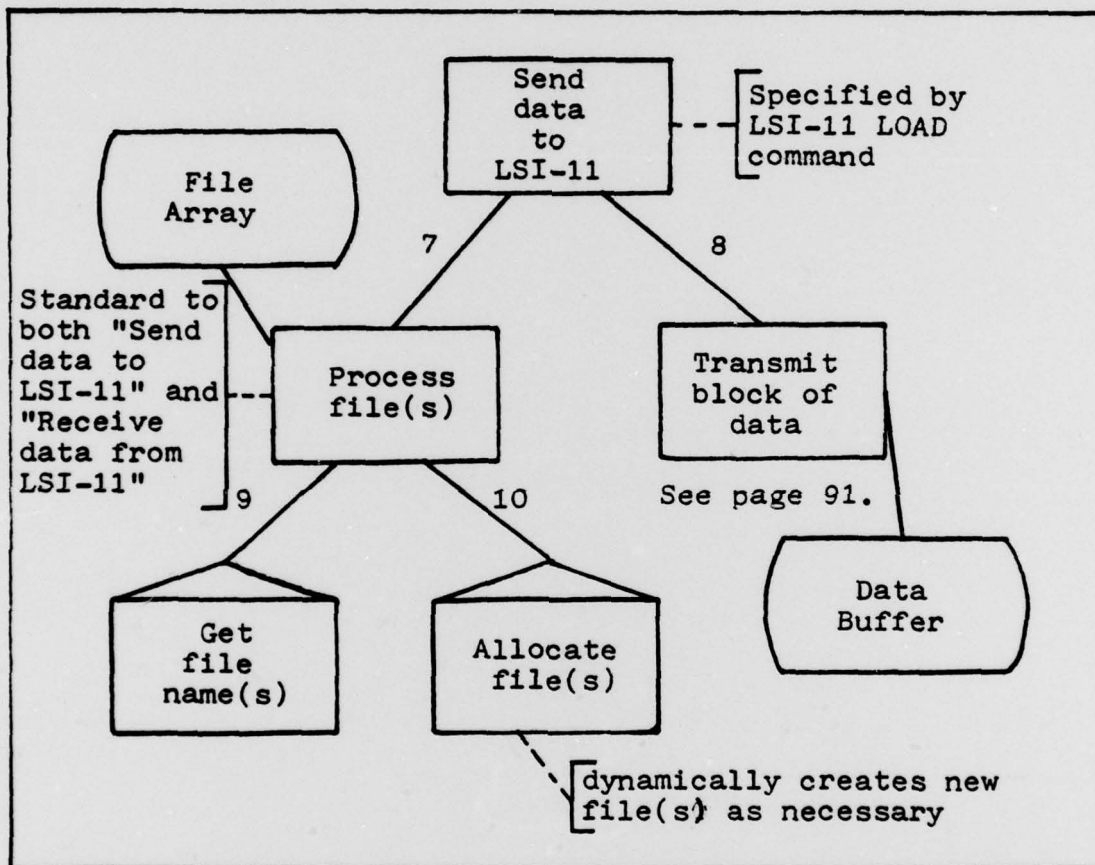 Send
data
to
LSI-11
Specified by
LSI-11 LOAD
command
File
Array
7
8
Standard to
both "Send
data to
LSI-11" and
"Receive
data from
LSI-11"
Process
file(s)
Transmit
block of
data
See page 91.
9
10
Data
Buffer
Get
file
name(s)
Allocate
file(s)
dynamically creates new
file(s) as necessary